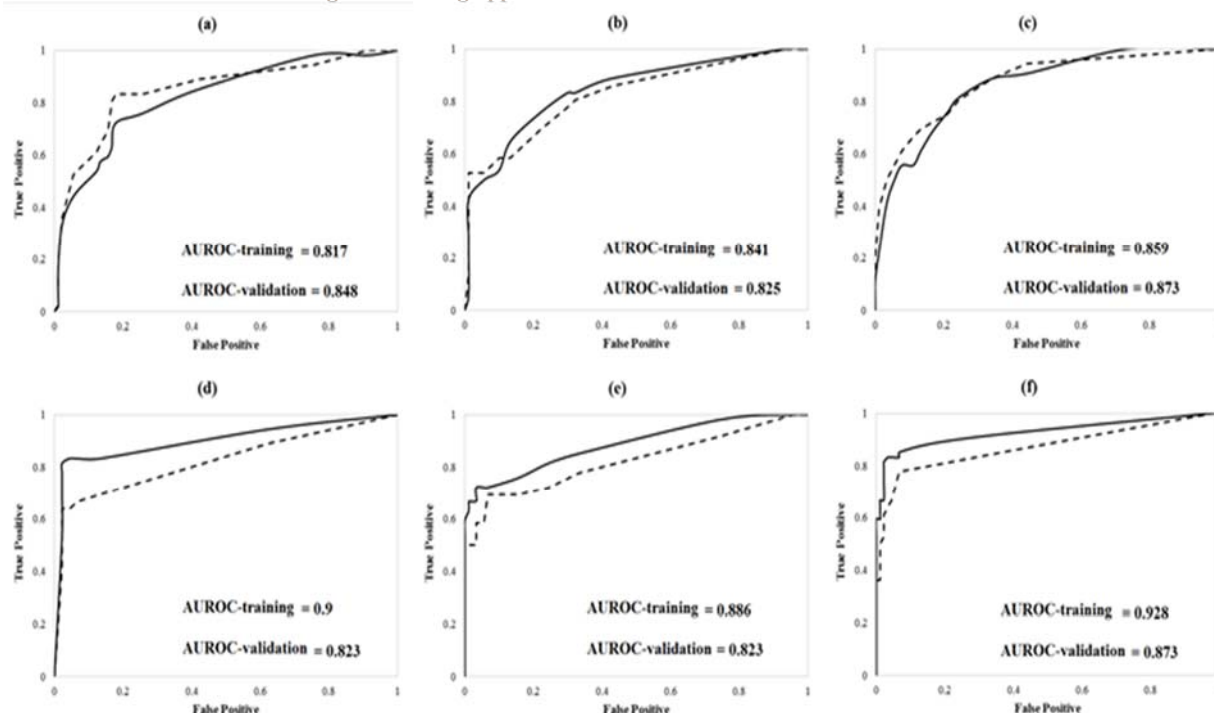 (a)
1
0.8
0.6
0.4
0.2
0
True Positive
AUROC-training = 0.817
AUROC-validation = 0.848
0 0.2 0.4 0.6 0.8 1
False Positive
(b)
1
0.8
0.6
0.4
0.2
0
True Positive
AUROC-training = 0.841
AUROC-validation = 0.825
0 0.2 0.4 0.6 0.8 1
False Positive
(c)
1
0.8
0.6
0.4
0.2
0
True Positive
AUROC-training = 0.859
AUROC-validation = 0.873
0 0.2 0.4 0.6 0.8
False Positive
(d)
1
0.8
0.6
0.4
0.2
0
True Positive
AUROC-training = 0.9
AUROC-validation = 0.823
0 0.2 0.4 0.6 0.8 1
False Positive
(e)
1
0.8
0.6
0.4
0.2
0
True Positive
AUROC-training = 0.886
AUROC-validation = 0.823
0 0.2 0.4 0.6 0.8 1
False Positive
(f)
1
0.8
0.6
0.4
0.2
0
True Positive
AUROC-training = 0.928
AUROC-validation = 0.873
0 0.2 0.4 0.6 0.8
False Positive